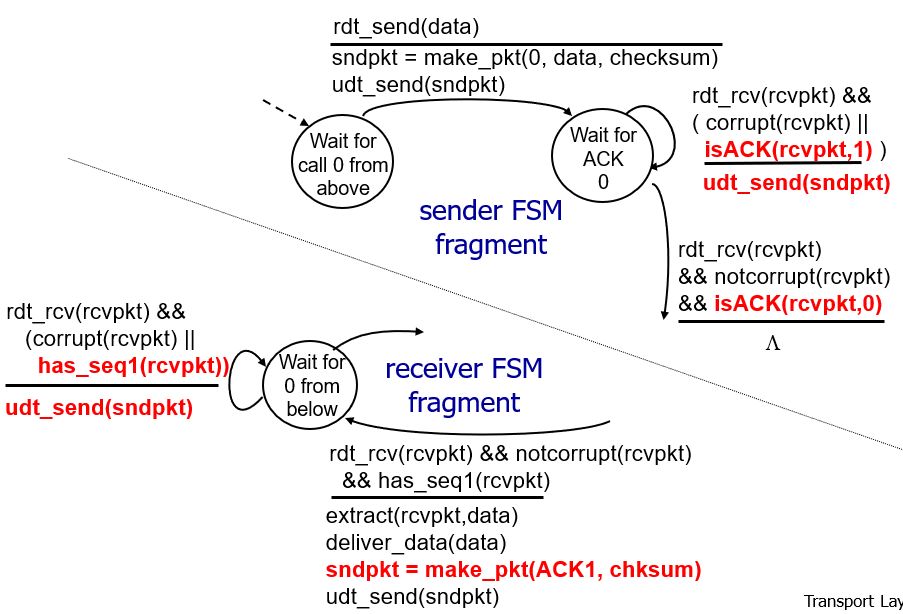 rdt_send(data)
sndpkt = make_pkt(0, data, checksum)
udt_send(sndpkt)
Wait for
call 0 from
above
Wait for
ACK
0
rdt_rcv(rcvpkt) &&
( corrupt(rcvpkt) ||
isACK(rcvpkt,1) )
udt_send(sndpkt)
sender FSM
fragment
rdt_rcv(rcvpkt)
&& notcorrupt(rcvpkt)
&& isACK(rcvpkt,0)
Λ
rdt_rcv(rcvpkt) &&
(corrupt(rcvpkt) ||
has_seq1(rcvpkt))
udt_send(sndpkt)
Wait for
0 from
below
receiver FSM
fragment
rdt_rcv(rcvpkt) && notcorrupt(rcvpkt)
&& has_seq1(rcvpkt)
extract(rcvpkt,data)
deliver_data(data)
sndpkt = make_pkt(ACK1, chksum)
udt_send(sndpkt)
Transport Lay